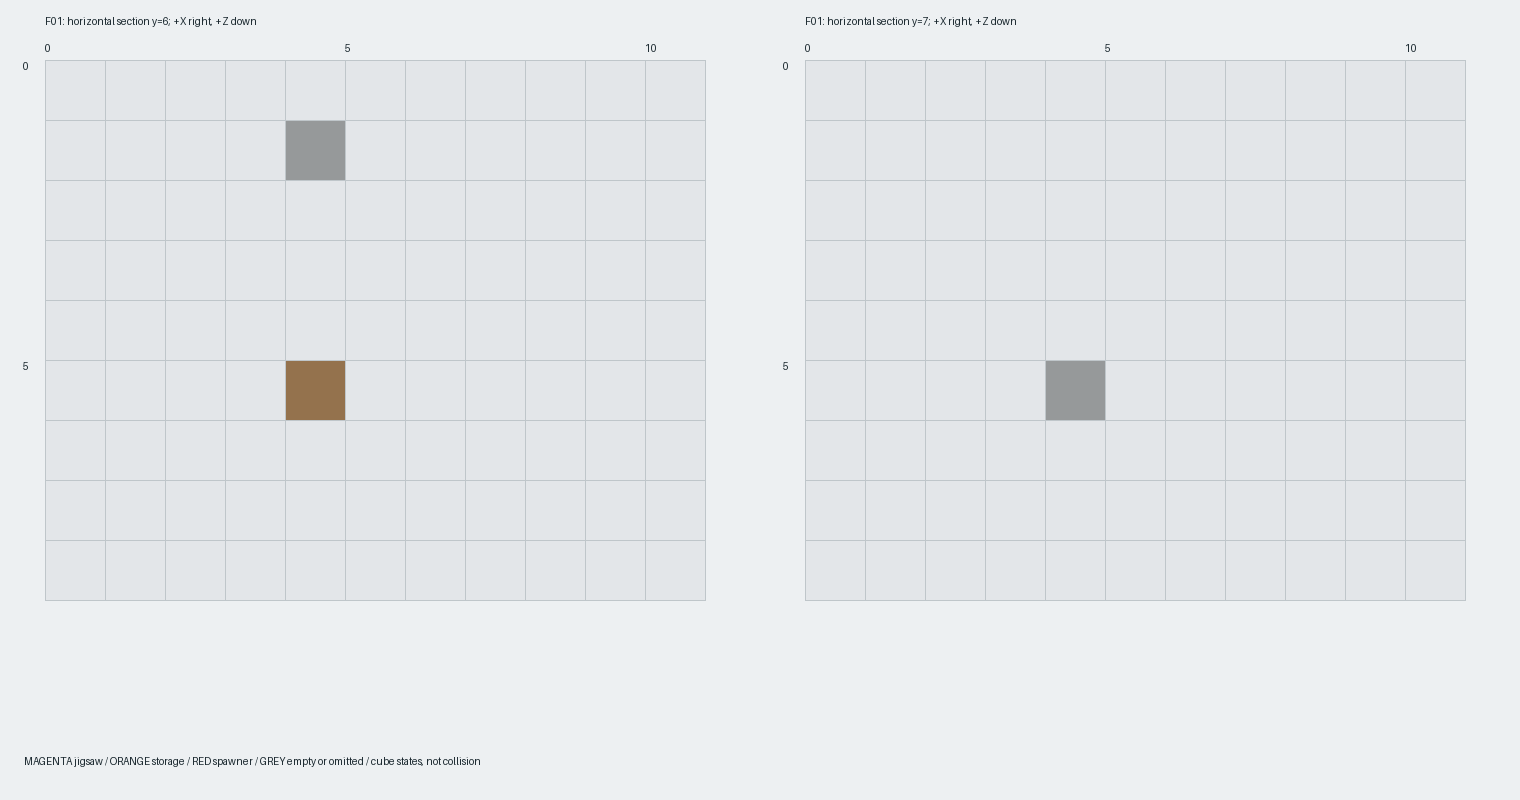 F01: horizontal section y=6; +X right, +Z down
0 5 10
0
5
F01: horizontal section y=7; +X right, +Z down
0 5 10
0
5
MAGENTA jigsaw / ORANGE storage / RED spawner / GREY empty or omitted / cube states, not collision